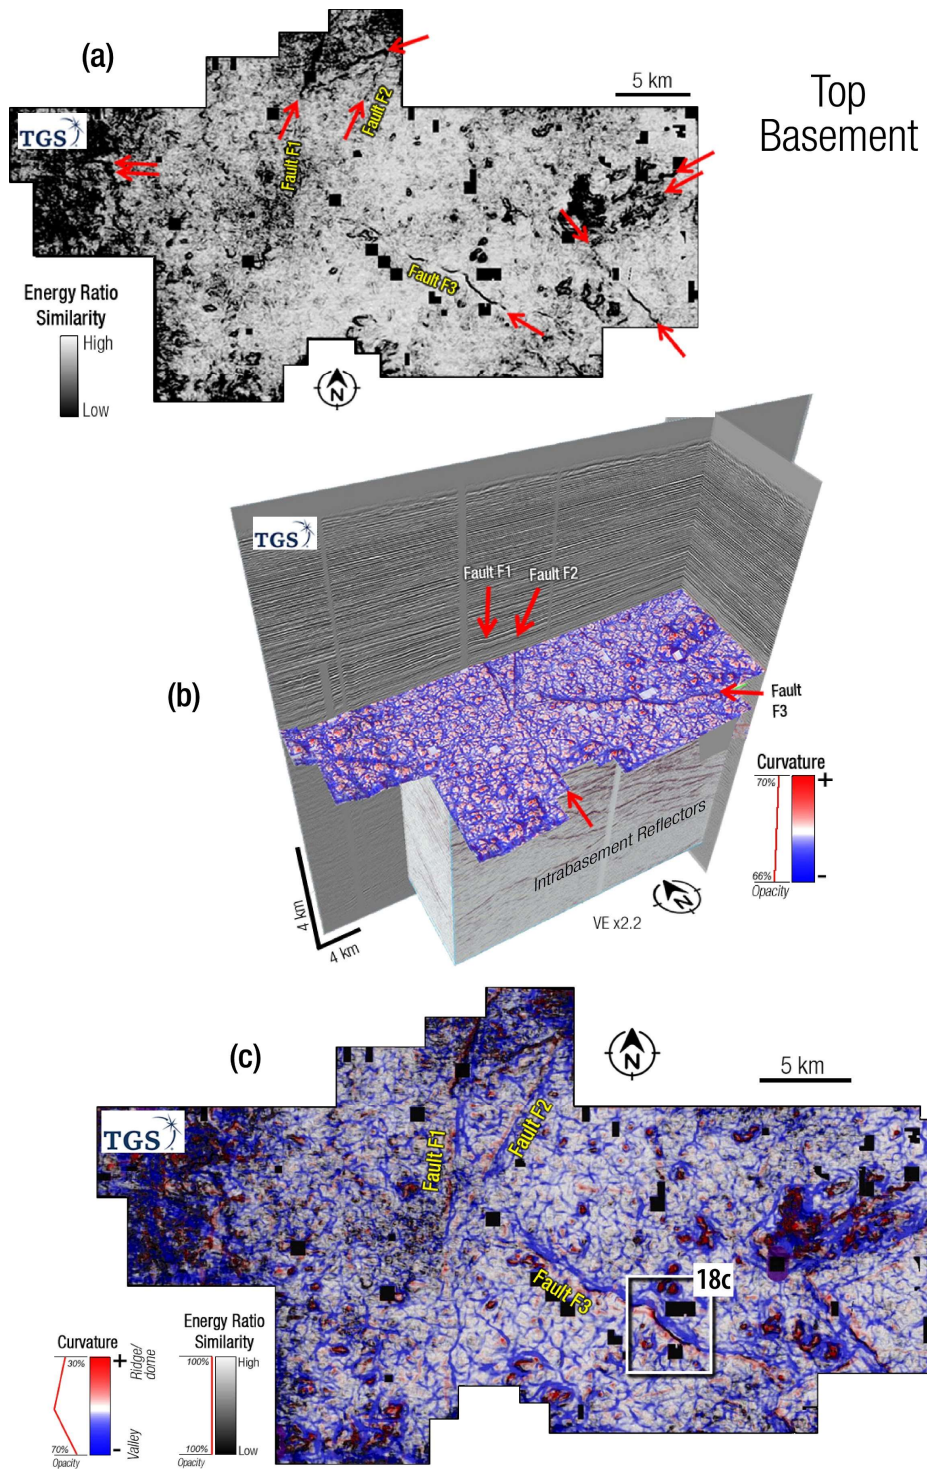 (a)
Top
Basement
5 km
TGS
Fault F1
Fault F2
Fault F3
Energy Ratio
Similarity
High
Low
N
(b)
TGS
Fault F1
Fault F2
Fault
F3
Intrabasement Reflectors
VE x2.2
N
4 km
4 km
Curvature
70%
+
66%
-
Opacity
(c)
N
5 km
TGS
Fault F1
Fault F2
Fault F3
18c
Curvature
30%
+
Ridge/
dome
70%
-
Valley
Opacity
Energy Ratio
Similarity
100%
High
100%
Low
Opacity